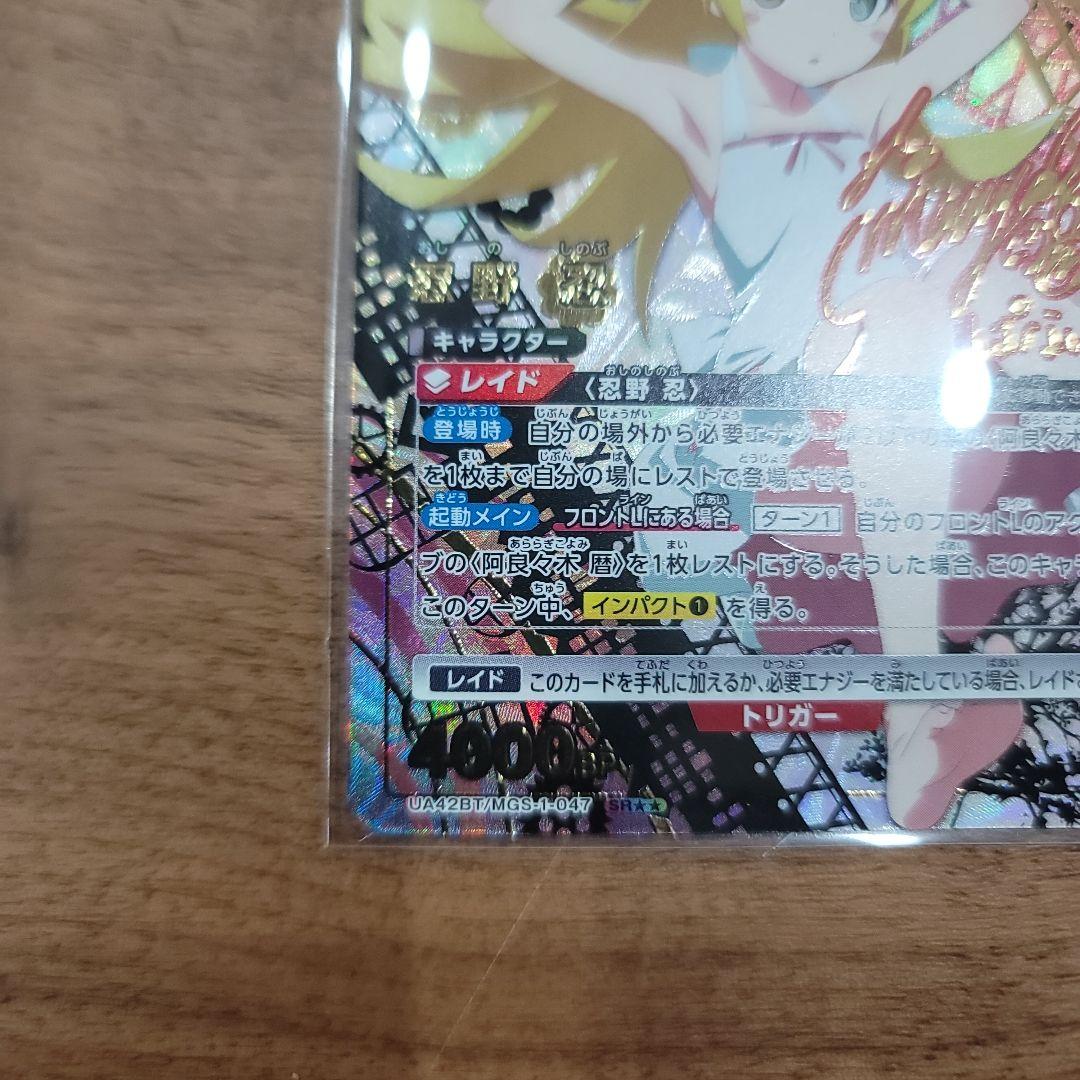 忍野 忍
おし の しのぶ
キャラクター
レイド 〈忍野 忍〉
登場時 自分の場外から必要エナジー 〈阿良々木
を1枚まで自分の場にレストで登場させる。
起動メイン フロントLにある場合 ターン1 自分のフロントLのアク
ブの〈阿良々木 暦〉を1枚レストにする。そうした場合、このキャラ
このターン中、インパクト❶を得る。
レイド このカードを手札に加えるか、必要エナジーを満たしている場合、レイド
トリガー
4000BP
UA42BT/MGS-1-047 SR★★